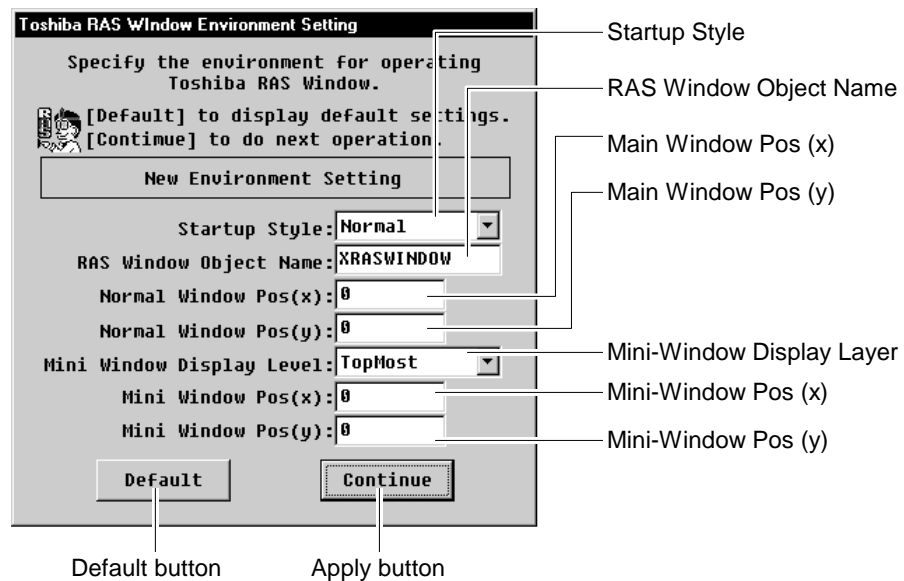 Toshiba RAS WIndow Environment Setting
Specify the environment for operating
Toshiba RAS Window.
[Default] to display default settings.
[Continue] to do next operation.
New Environment Setting
Startup Style: Normal
RAS Window Object Name: XRASWINDOW
Normal Window Pos(x): 0
Normal Window Pos(y): 0
Mini Window Display Level: TopMost
Mini Window Pos(x): 0
Mini Window Pos(y): 0
Default Continue
Startup Style
RAS Window Object Name
Main Window Pos (x)
Main Window Pos (y)
Mini-Window Display Layer
Mini-Window Pos (x)
Mini-Window Pos (y)
Default button Apply button